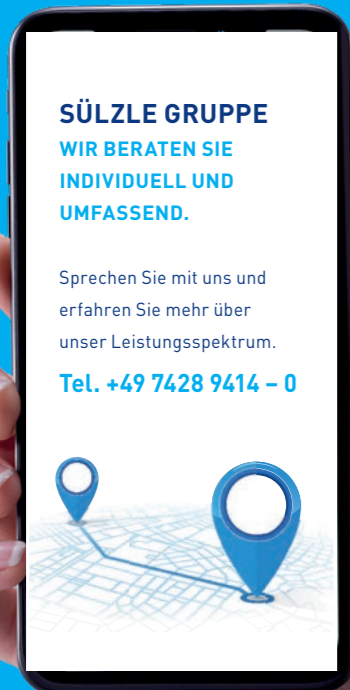 SÜLZLE GRUPPE
WIR BERATEN SIE
INDIVIDUELL UND
UMFASSEND.
Sprechen Sie mit uns und
erfahren Sie mehr über
unser Leistungsspektrum.
Tel. +49 7428 9414 – 0